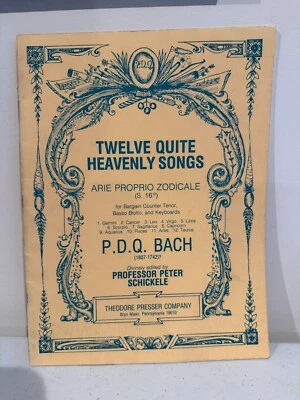 P.D.Q.
TWELVE QUITE
HEAVENLY SONGS
ARIE PROPRIO ZODICALE
(S. 16°)
for Bargain Counter Tenor,
Basso Blotto, and Keyboards
1. Gemini 2. Cancer 3. Leo 4. Virgo 5. Libra
6. Scorpio 7. Sagittarius 8. Capricorn
9. Aquarius 10. Pisces 11. Aries 12. Taurus
P.D.Q. BACH
(1807-1742)?
Divinely edited by
PROFESSOR PETER
SCHICKELE
THEODORE PRESSER COMPANY
Bryn Mawr, Pennsylvania 19010